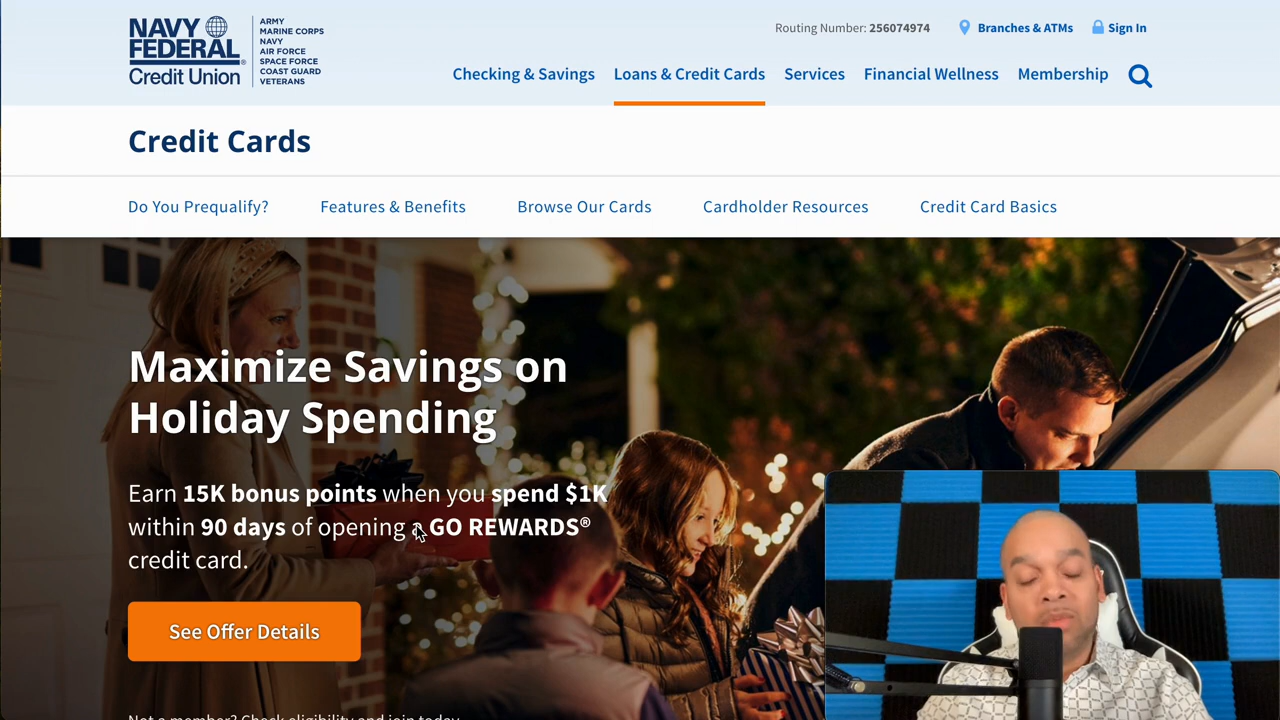 NAVY
FEDERAL®
Credit Union
ARMY
MARINE CORPS
NAVY
AIR FORCE
SPACE FORCE
COAST GUARD
VETERANS
Routing Number: 256074974
Branches & ATMs
Sign In
Checking & Savings
Loans & Credit Cards
Services
Financial Wellness
Membership
Credit Cards
Do You Prequalify?
Features & Benefits
Browse Our Cards
Cardholder Resources
Credit Card Basics
Maximize Savings on
Holiday Spending
Earn 15K bonus points when you spend $1K
within 90 days of opening a GO REWARDS®
credit card.
See Offer Details
Not a member? Check eligibility and join today.